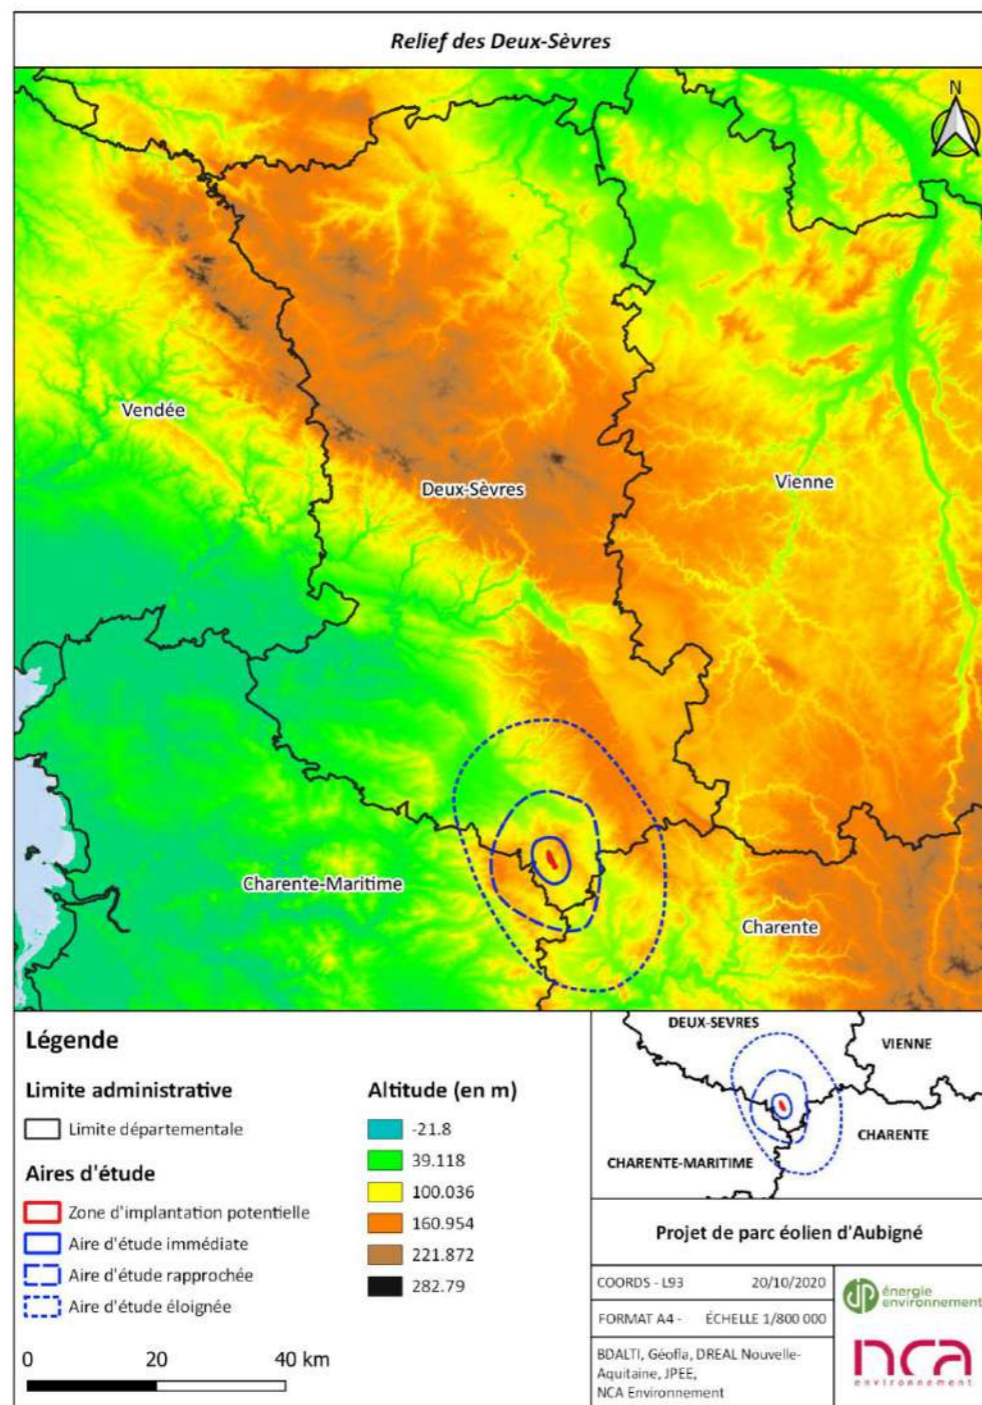 Relief des Deux-Sèvres
N
Vendée
Deux-Sèvres
Vienne
Charente-Maritime
Charente
Légende
Limite administrative
Limite départementale
Aires d'étude
Zone d'implantation potentielle
Aire d'étude immédiate
Aire d'étude rapprochée
Aire d'étude éloignée
0 20 40 km
Altitude (en m)
-21.8
39.118
100.036
160.954
221.872
282.79
DEUX-SEVRES
VIENNE
CHARENTE
CHARENTE-MARITIME
Projet de parc éolien d'Aubigné
COORDS - L93 20/10/2020
FORMAT A4 - ÉCHELLE 1/800 000
BDALTI, Géofla, DREAL Nouvelle-
Aquitaine, JPEE,
NCA Environnement
JP énergie
environnement
nca
environnement